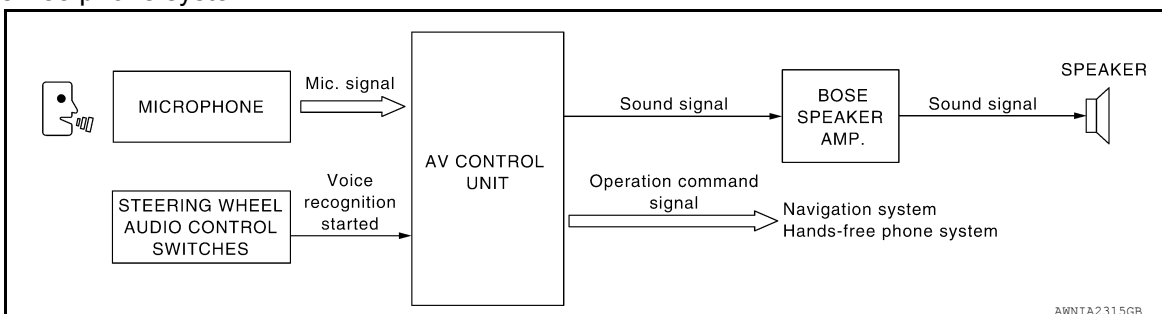 MICROPHONE
Mic. signal
STEERING WHEEL
AUDIO CONTROL
SWITCHES
Voice
recognition
started
AV CONTROL
UNIT
Sound signal
BOSE
SPEAKER
AMP.
Sound signal
SPEAKER
Operation command
signal
Navigation system
Hands-free phone system
AWNIA2315GB